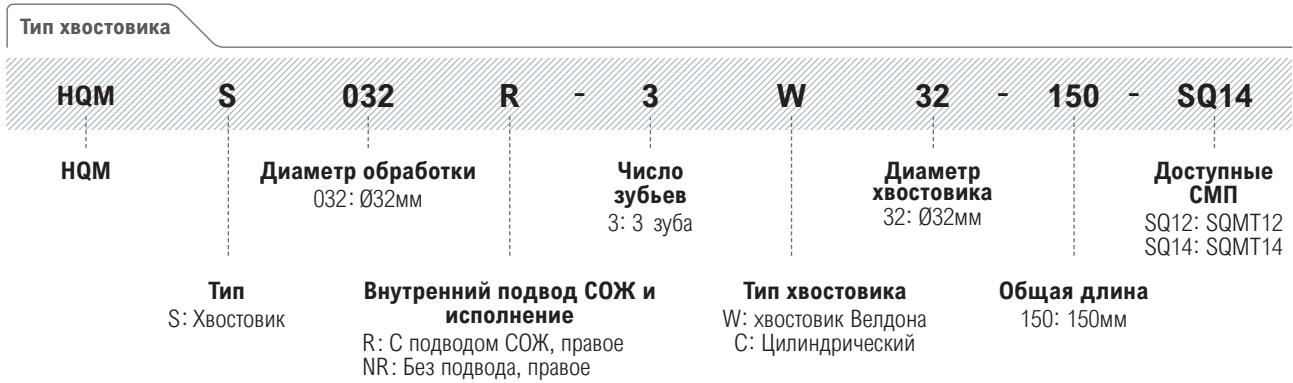 Тип хвостовика
HQM S 032 R - 3 W 32 - 150 - SQ14
HQM
Диаметр обработки
032: Ø32мм
Число
зубьев
3: 3 зуба
Диаметр
хвостовика
32: Ø32мм
Доступные
СМП
SQ12: SQMT12
SQ14: SQMT14
Тип
S: Хвостовик
Внутренний подвод СОЖ и
исполнение
R: С подводом СОЖ, правое
NR: Без подвода, правое
Тип хвостовика
W: хвостовик Велдона
C: Цилиндрический
Общая длина
150: 150мм